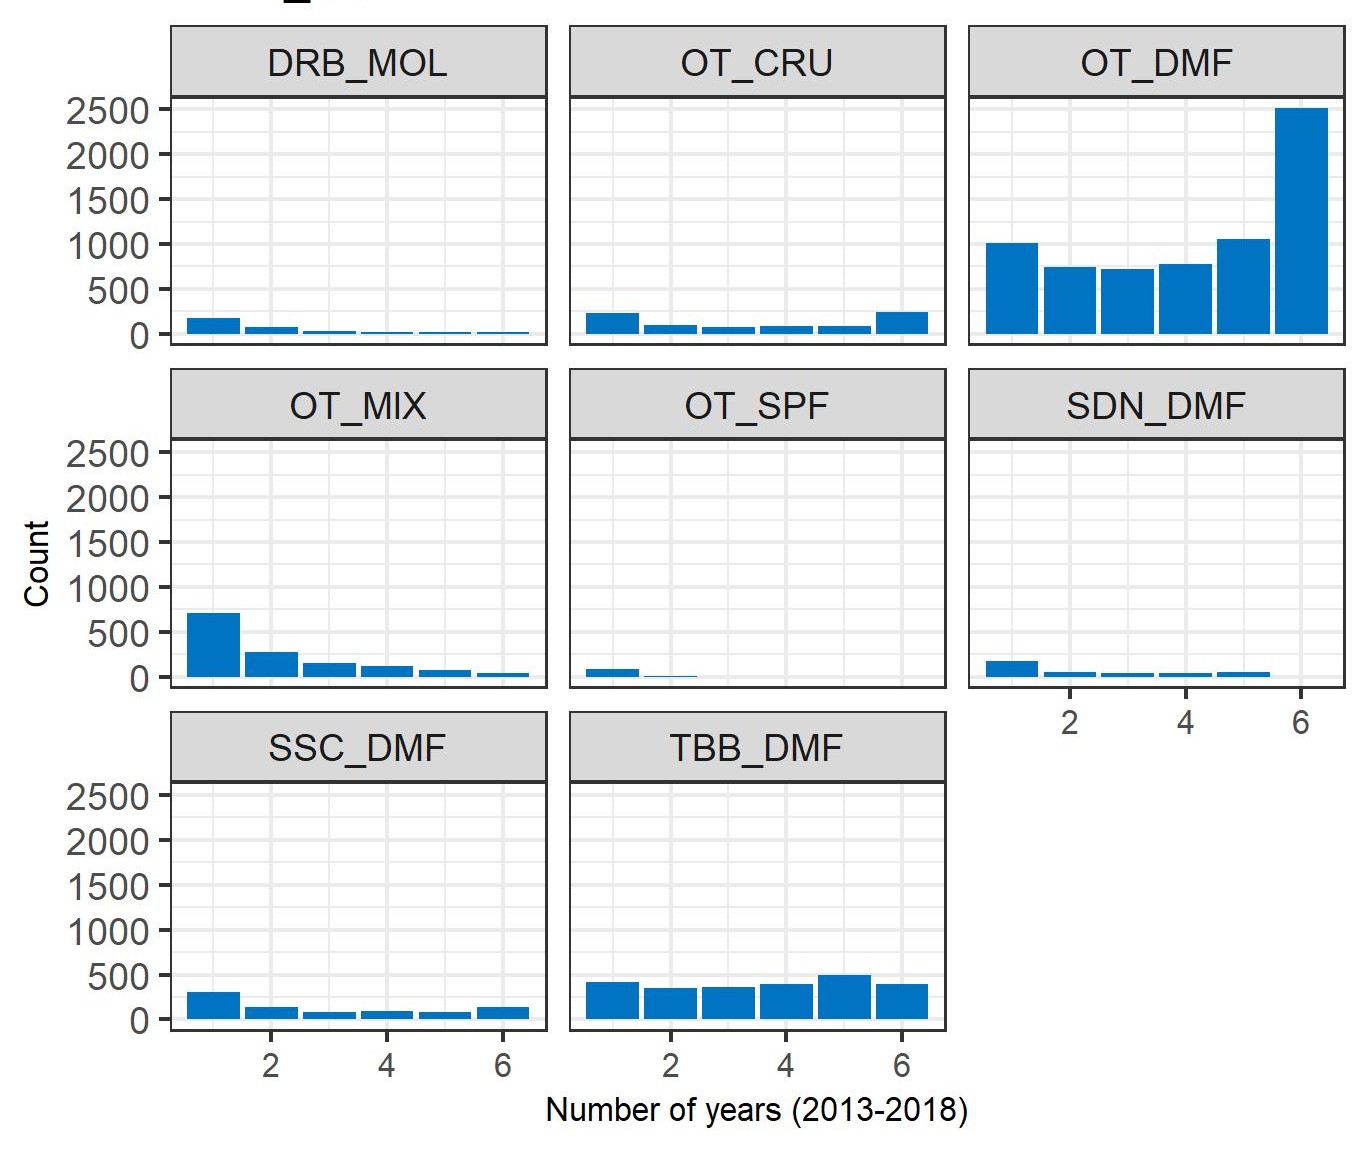 DRB_MOL OT_CRU OT_DMF
2500
2000
1500
1000
500
0
OT_MIX OT_SPF SDN_DMF
2500
2000
1500
1000
500
0
2 4 6
Count
SSC_DMF TBB_DMF
2500
2000
1500
1000
500
0
2 4 6 2 4 6
Number of years (2013-2018)